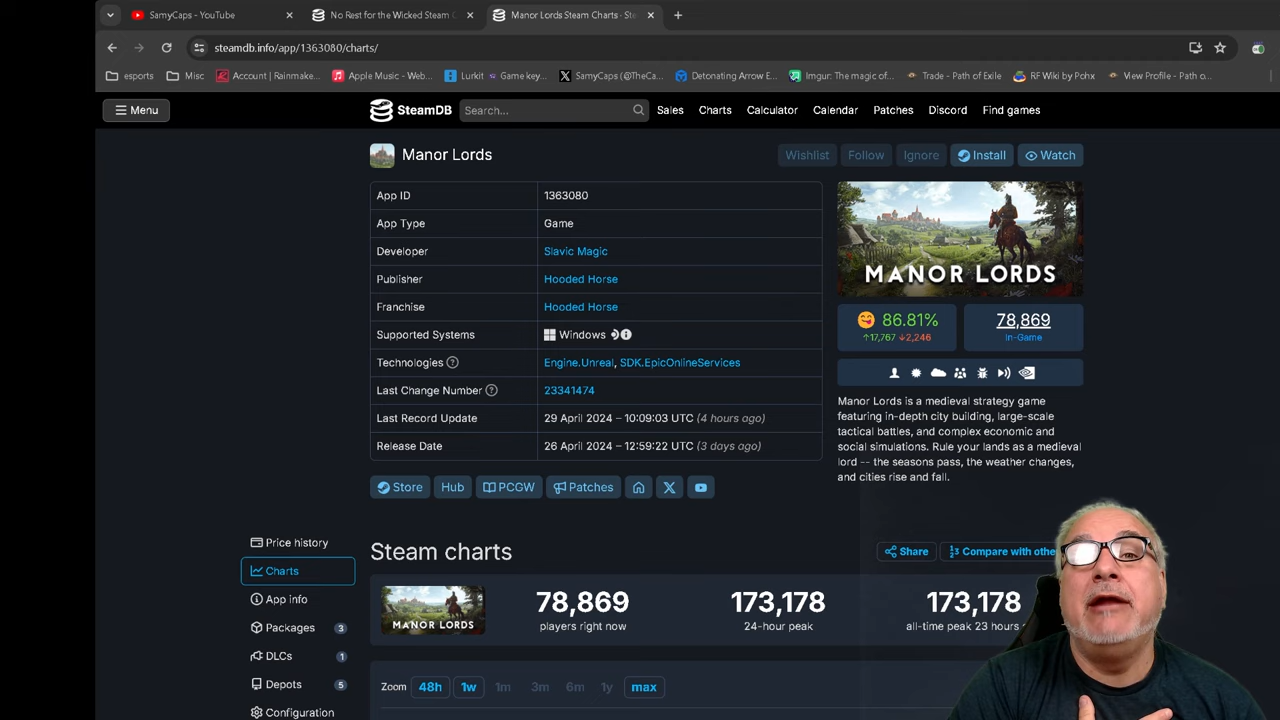 SamyCaps - YouTube
No Rest for the Wicked Steam C
Manor Lords Steam Charts · Ste
steamdb.info/app/1363080/charts/
esports
Misc
Account | Rainmake...
Apple Music - Web...
Lurkit
Game key...
SamyCaps (@TheCa...
Detonating Arrow E...
Imgur: The magic of...
Trade - Path of Exile
RF Wiki by Pohx
View Profile - Path o...
Menu
SteamDB
Search...
Sales
Charts
Calculator
Calendar
Patches
Discord
Find games
Manor Lords
Wishlist
Follow
Ignore
Install
Watch
App ID 1363080
App Type Game
Developer Slavic Magic
Publisher Hooded Horse
Franchise Hooded Horse
Supported Systems Windows
Technologies Engine.Unreal, SDK.EpicOnlineServices
Last Change Number 23341474
Last Record Update 29 April 2024 – 10:09:03 UTC (4 hours ago)
Release Date 26 April 2024 – 12:59:22 UTC (3 days ago)
MANOR LORDS
86.81%
↑17,767 ↓2,246
78,869
In-Game
Manor Lords is a medieval strategy game
featuring in-depth city building, large-scale
tactical battles, and complex economic and
social simulations. Rule your lands as a medieval
lord -- the seasons pass, the weather changes,
and cities rise and fall.
Store
Hub
PCGW
Patches
Price history
Charts
App info
Packages 3
DLCs 1
Depots 5
Configuration
Steam charts
Share
Compare with othe
MANOR LORDS
78,869
players right now
173,178
24-hour peak
173,178
all-time peak 23 hours
Zoom 48h 1w 1m 3m 6m 1y max